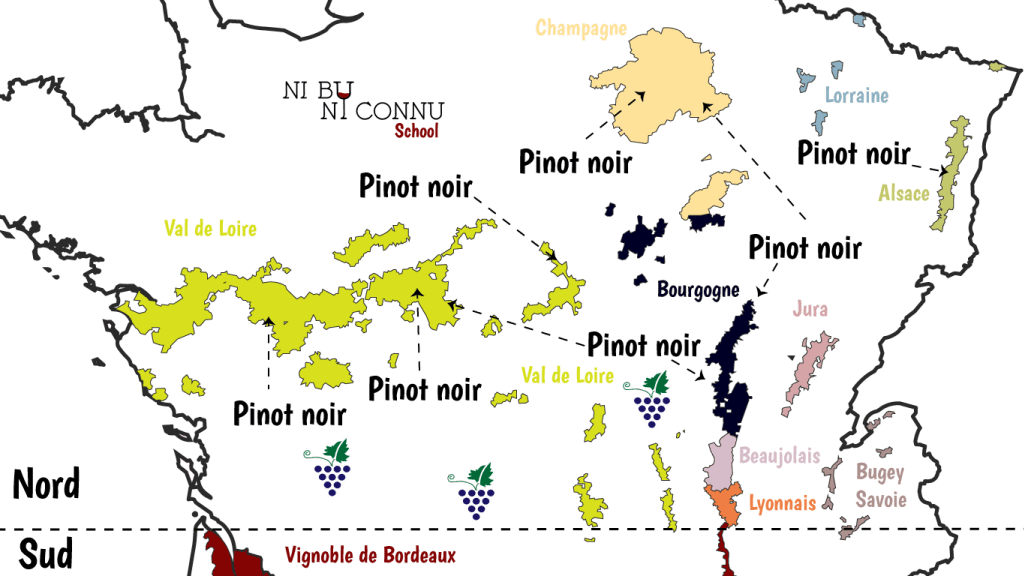 Champagne
NI BU
NI CONNU
School
Lorraine
Pinot noir
Pinot noir
Pinot noir
Alsace
Val de Loire
Pinot noir
Bourgogne
Jura
Pinot noir
Val de Loire
Pinot noir
Pinot noir
Beaujolais
Bugey
Savoie
Nord
Lyonnais
Sud
Vignoble de Bordeaux